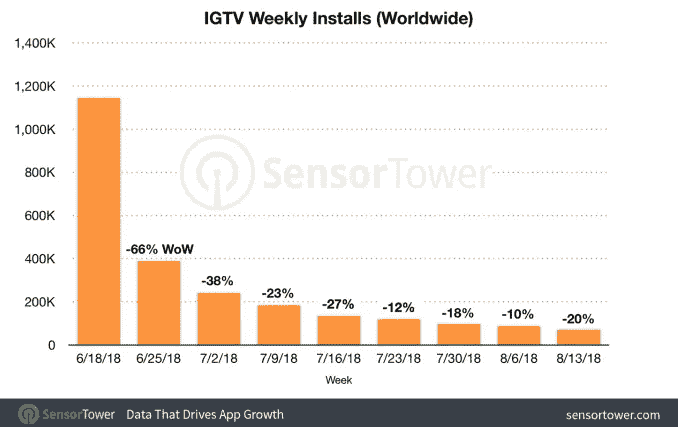 IGTV Weekly Installs (Worldwide)
1,400K
1,200K
1,000K
800K
600K
400K
200K
0
SensorTower
-66% WoW
-38%
-23%
-27%
-12%
-18%
-10%
-20%
6/18/18 6/25/18 7/2/18 7/9/18 7/16/18 7/23/18 7/30/18 8/6/18 8/13/18
Week
SensorTower Data That Drives App Growth sensortower.com